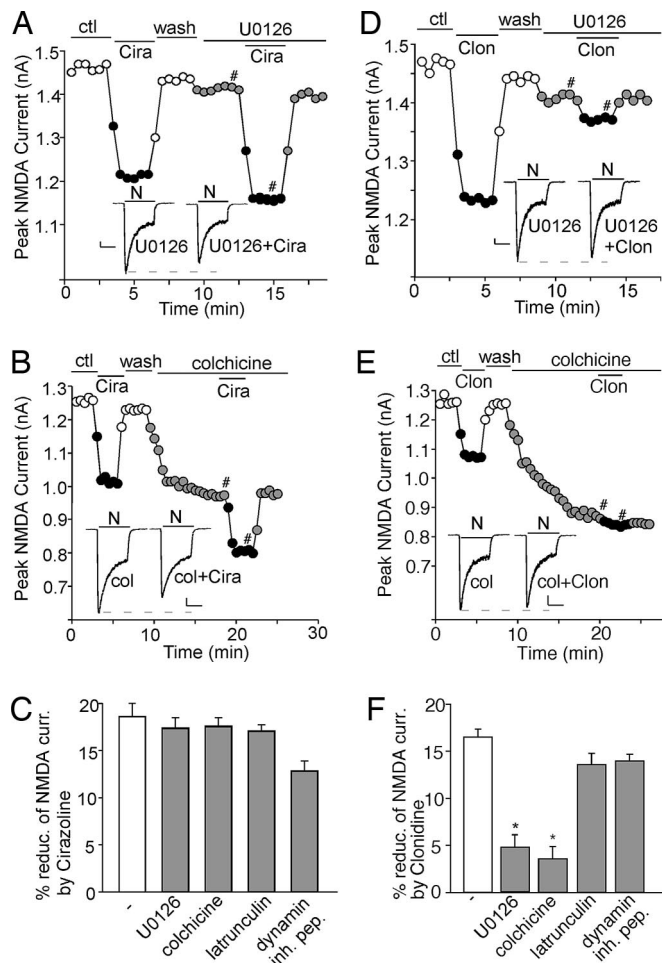 A
ctl
Cira
wash
U0126
Cira
Peak NMDA Current (nA)
1.5
1.4
1.3
1.2
1.1
#
#
N
N
U0126
U0126+Cira
0
5
10
15
Time (min)
D
ctl
Clon
wash
U0126
Clon
Peak NMDA Current (nA)
1.5
1.4
1.3
1.2
#
#
N
N
U0126
U0126
+Clon
0
5
10
15
Time (min)
B
ctl
Cira
wash
colchicine
Cira
Peak NMDA Current (nA)
1.3
1.2
1.1
1.0
0.9
0.8
0.7
#
#
N
N
col
col+Cira
0
10
20
30
Time (min)
E
ctl
Clon
wash
colchicine
Clon
Peak NMDA Current (nA)
1.3
1.2
1.1
1.0
0.9
0.8
0.7
#
#
N
N
col
col+Clon
0
10
20
Time (min)
C
% reduc. of NMDA curr.
by Cirazoline
20
15
10
5
0
-
U0126
colchicine
latrunculin
dynamin
inh. pep.
F
% reduc. of NMDA curr.
by Clonidine
20
15
10
5
0
*
*
-
U0126
colchicine
latrunculin
dynamin
inh. pep.